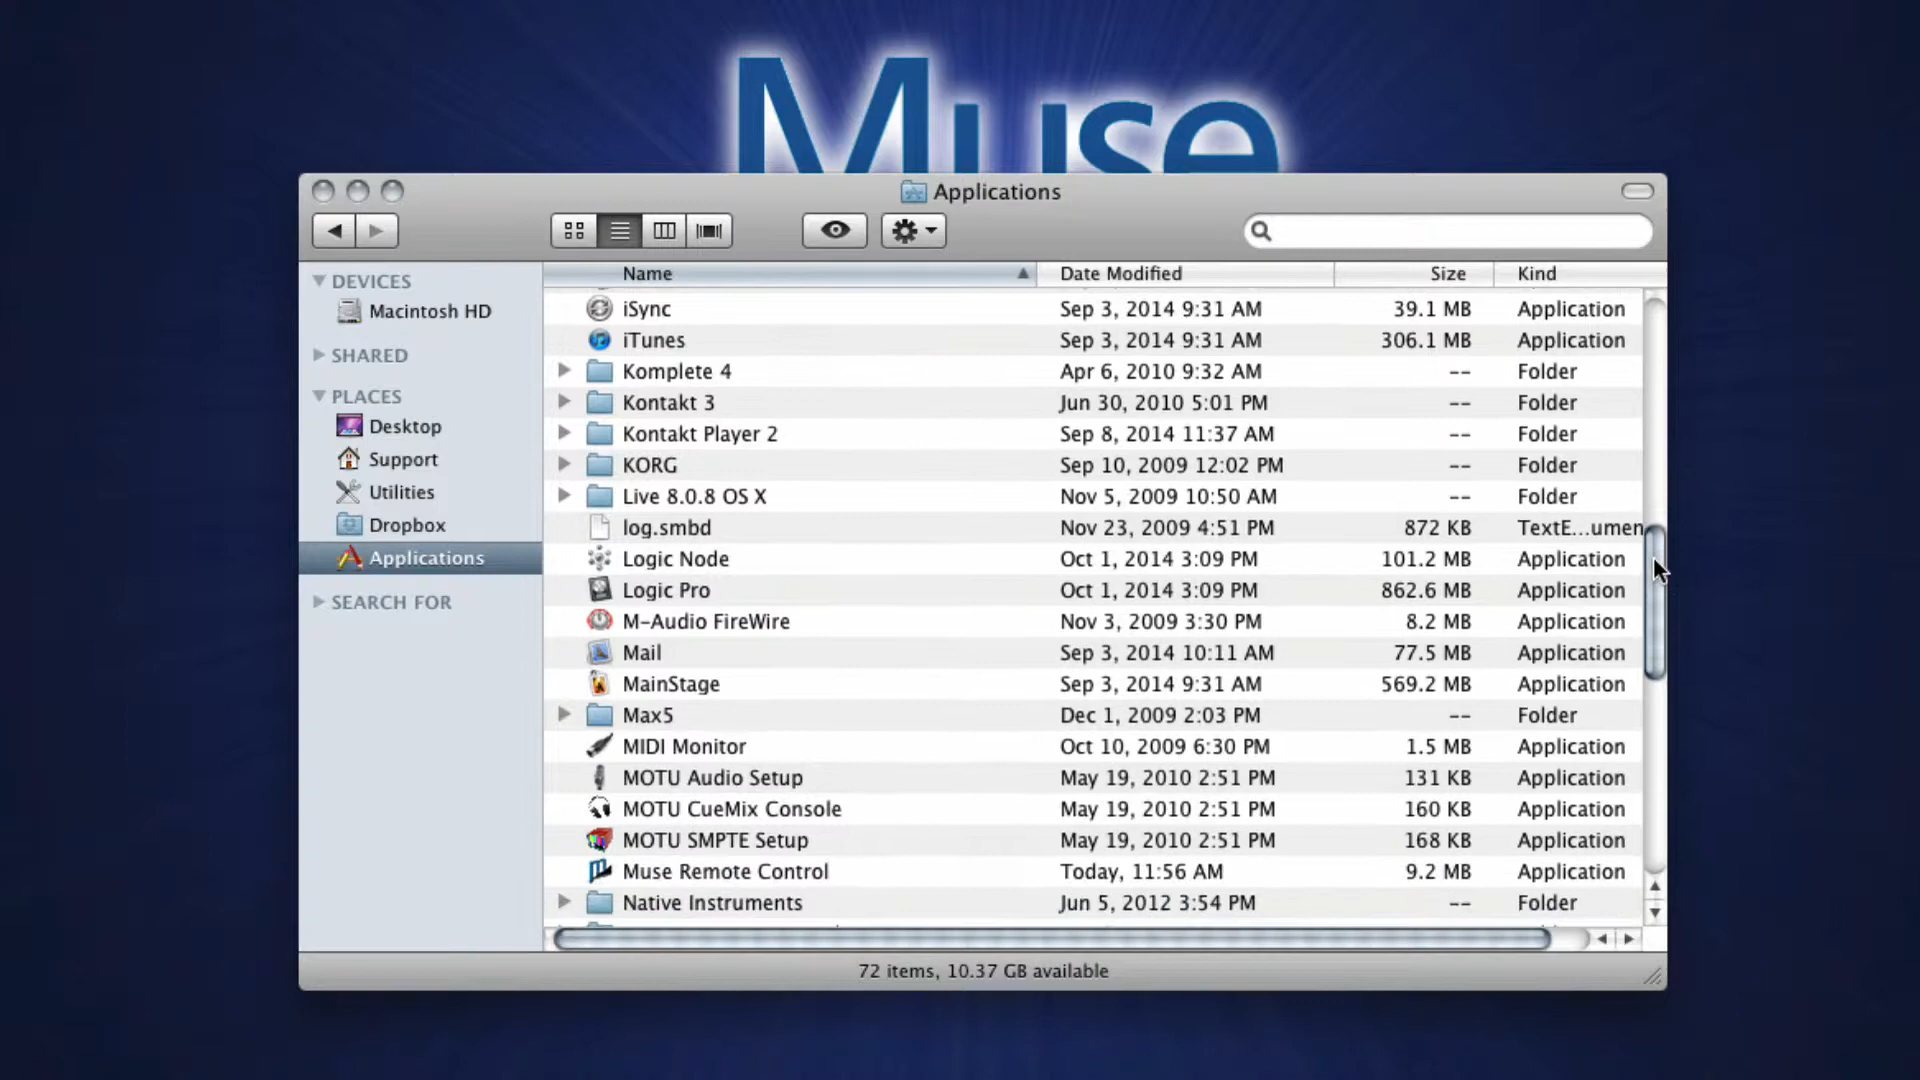 Muse
Applications
Name Date Modified Size Kind
DEVICES
Macintosh HD
SHARED
PLACES
Desktop
Support
Utilities
Dropbox
Applications
SEARCH FOR
iSync Sep 3, 2014 9:31 AM 39.1 MB Application
iTunes Sep 3, 2014 9:31 AM 306.1 MB Application
Komplete 4 Apr 6, 2010 9:32 AM -- Folder
Kontakt 3 Jun 30, 2010 5:01 PM -- Folder
Kontakt Player 2 Sep 8, 2014 11:37 AM -- Folder
KORG Sep 10, 2009 12:02 PM -- Folder
Live 8.0.8 OS X Nov 5, 2009 10:50 AM -- Folder
log.smbd Nov 23, 2009 4:51 PM 872 KB TextE...umen
Logic Node Oct 1, 2014 3:09 PM 101.2 MB Application
Logic Pro Oct 1, 2014 3:09 PM 862.6 MB Application
M-Audio FireWire Nov 3, 2009 3:30 PM 8.2 MB Application
Mail Sep 3, 2014 10:11 AM 77.5 MB Application
MainStage Sep 3, 2014 9:31 AM 569.2 MB Application
Max5 Dec 1, 2009 2:03 PM -- Folder
MIDI Monitor Oct 10, 2009 6:30 PM 1.5 MB Application
MOTU Audio Setup May 19, 2010 2:51 PM 131 KB Application
MOTU CueMix Console May 19, 2010 2:51 PM 160 KB Application
MOTU SMPTE Setup May 19, 2010 2:51 PM 168 KB Application
Muse Remote Control Today, 11:56 AM 9.2 MB Application
Native Instruments Jun 5, 2012 3:54 PM -- Folder
72 items, 10.37 GB available